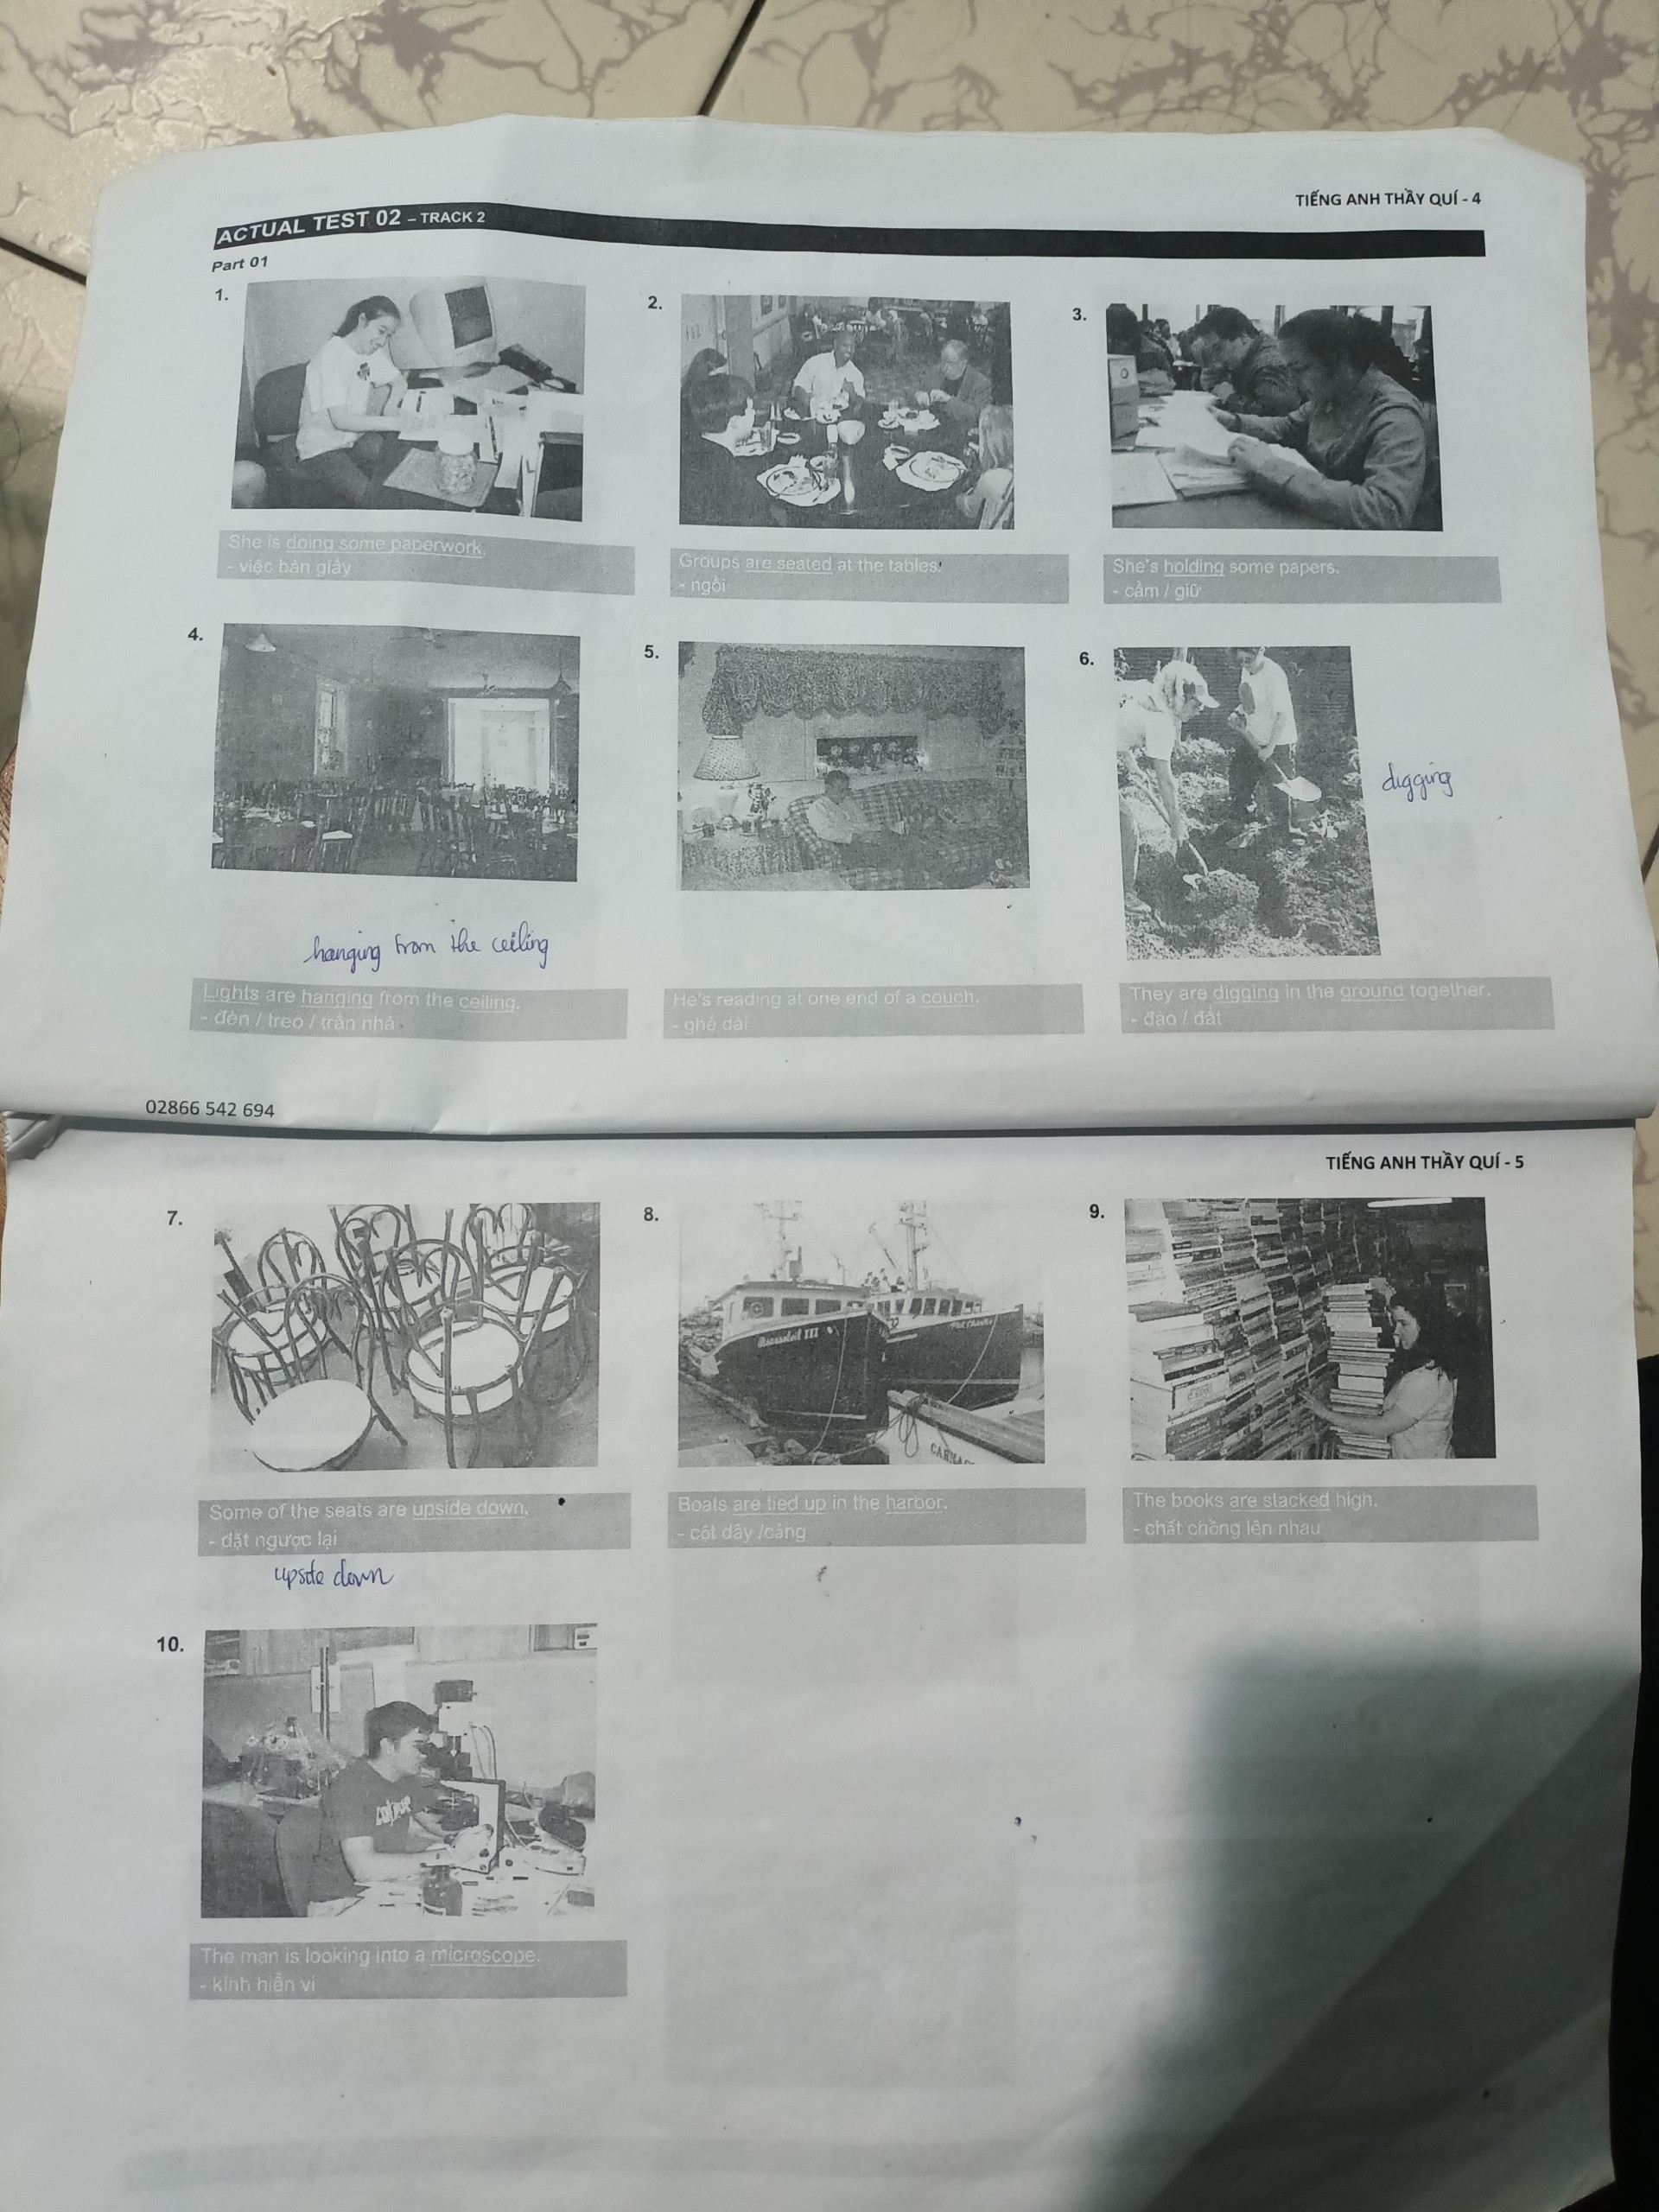 TIẾNG ANH THẦY QUÍ - 4
ACTUAL TEST 02 – TRACK 2
Part 01
1.
2.
3.
She is doing some paperwork.
- việc bàn giấy
Groups are seated at the tables.
- ngồi
She's holding some papers.
- cầm / giữ
4.
5.
6.
digging
hanging from the ceiling
Lights are hanging from the ceiling.
- đèn / treo / trần nhà
He's reading at one end of a couch.
- ghế dài
They are digging in the ground together.
- đào / đất
02866 542 694
TIẾNG ANH THẦY QUÍ - 5
7.
8.
9.
Beausoleil III
Some of the seats are upside down.
- đặt ngược lại
upside down
Boats are tied up in the harbor.
- cột dây /cảng
The books are stacked high.
- chất chồng lên nhau
10.
The man is looking into a microscope.
- kính hiển vi